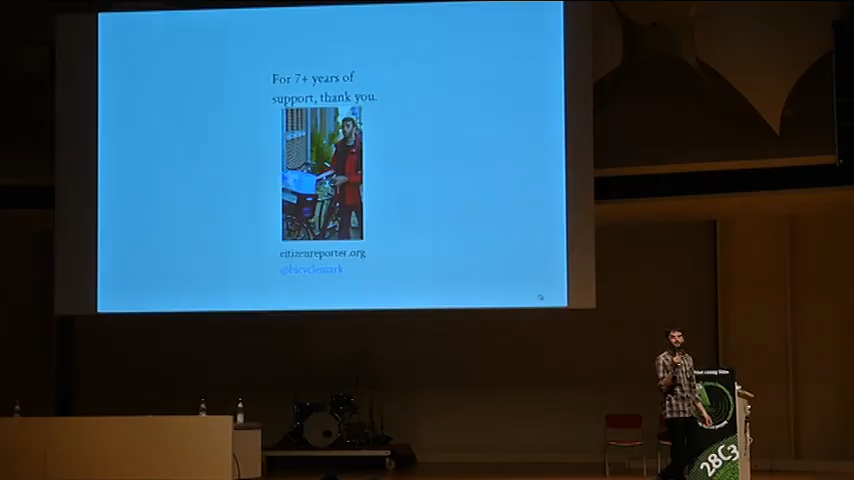 For 7+ years of
support, thank you.
citizenreporter.org
@bicyclemark
28C3